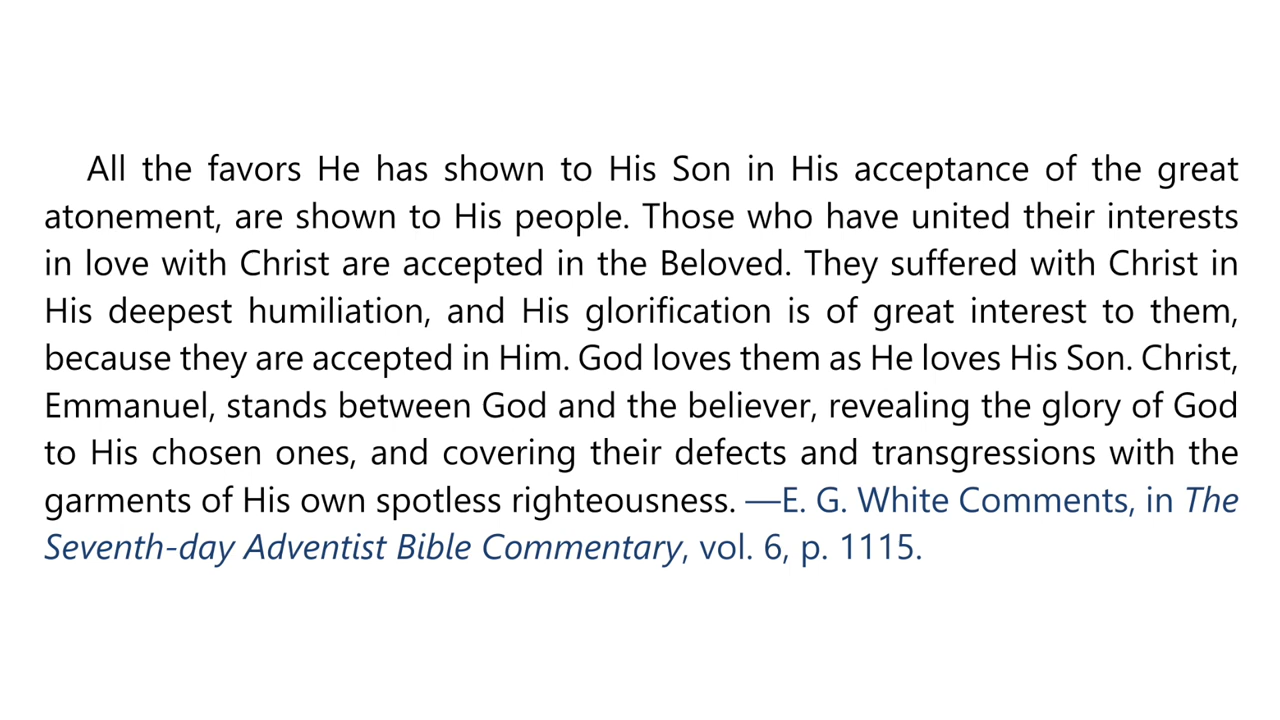 All the favors He has shown to His Son in His acceptance of the great
atonement, are shown to His people. Those who have united their interests
in love with Christ are accepted in the Beloved. They suffered with Christ in
His deepest humiliation, and His glorification is of great interest to them,
because they are accepted in Him. God loves them as He loves His Son. Christ,
Emmanuel, stands between God and the believer, revealing the glory of God
to His chosen ones, and covering their defects and transgressions with the
garments of His own spotless righteousness. —E. G. White Comments, in The
Seventh-day Adventist Bible Commentary, vol. 6, p. 1115.